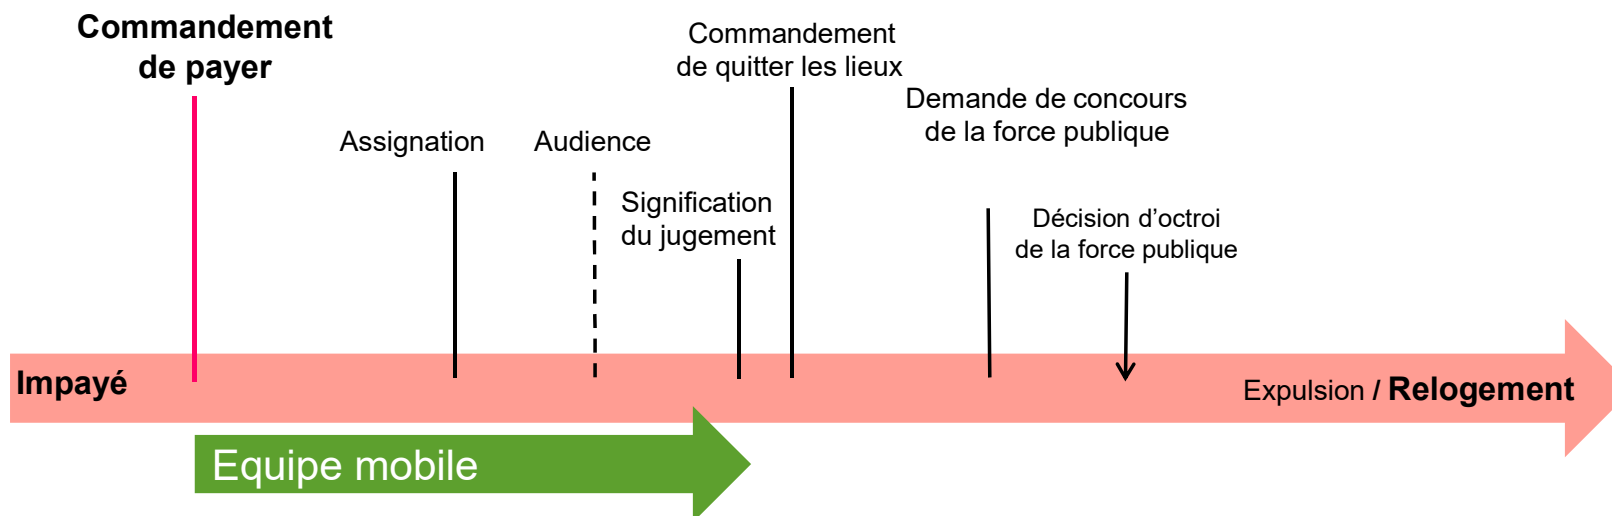 Commandement
de payer
Assignation
Audience
Signification
du jugement
Commandement
de quitter les lieux
Demande de concours
de la force publique
Décision d’octroi
de la force publique
Impayé
Expulsion / Relogement
Equipe mobile